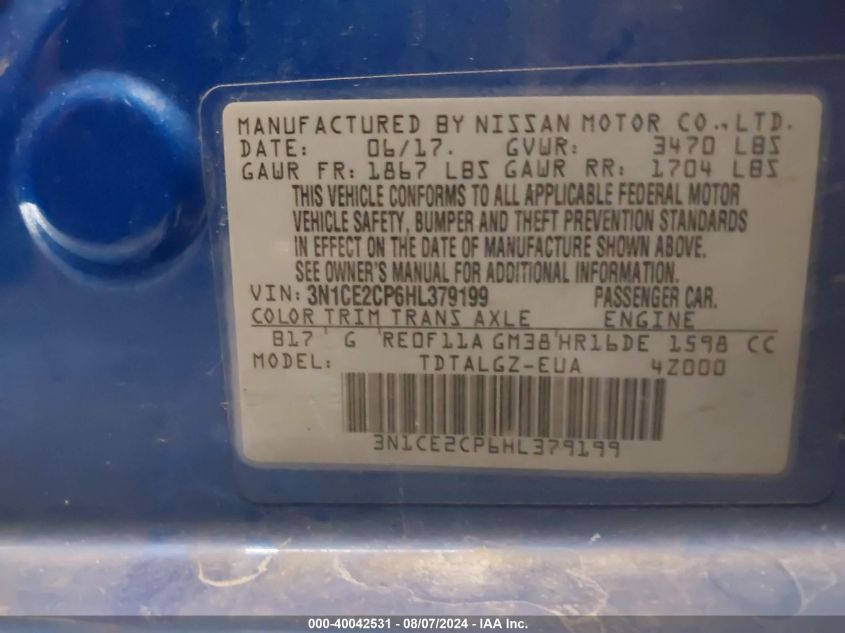 MANUFACTURED BY NISSAN MOTOR CO.,LTD.
DATE: 06/17. GVWR: 3470 LBS
GAWR FR: 1867 LBS GAWR RR: 1704 LBS
THIS VEHICLE CONFORMS TO ALL APPLICABLE FEDERAL MOTOR
VEHICLE SAFETY, BUMPER AND THEFT PREVENTION STANDARDS
IN EFFECT ON THE DATE OF MANUFACTURE SHOWN ABOVE.
SEE OWNER'S MANUAL FOR ADDITIONAL INFORMATION.
VIN: 3N1CE2CP6HL379199 PASSENGER CAR.
COLOR TRIM TRANS AXLE ENGINE
B17 G RE0F11A GM38 HR16DE 1598 CC
MODEL: TDTALGZ-EUA 4Z000
3N1CE2CP6HL379199
000-40042531 - 08/07/2024 - IAA Inc.